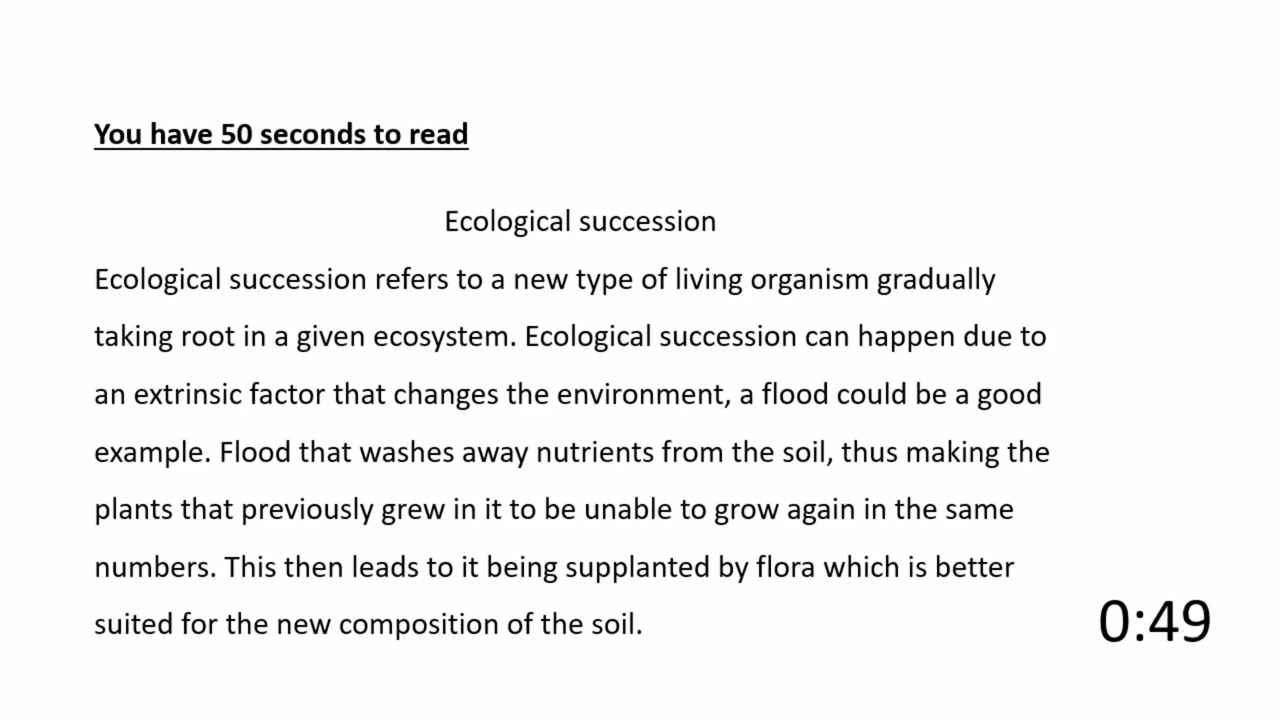 You have 50 seconds to read
Ecological succession
Ecological succession refers to a new type of living organism gradually
taking root in a given ecosystem. Ecological succession can happen due to
an extrinsic factor that changes the environment, a flood could be a good
example. Flood that washes away nutrients from the soil, thus making the
plants that previously grew in it to be unable to grow again in the same
numbers. This then leads to it being supplanted by flora which is better
suited for the new composition of the soil.
0:49